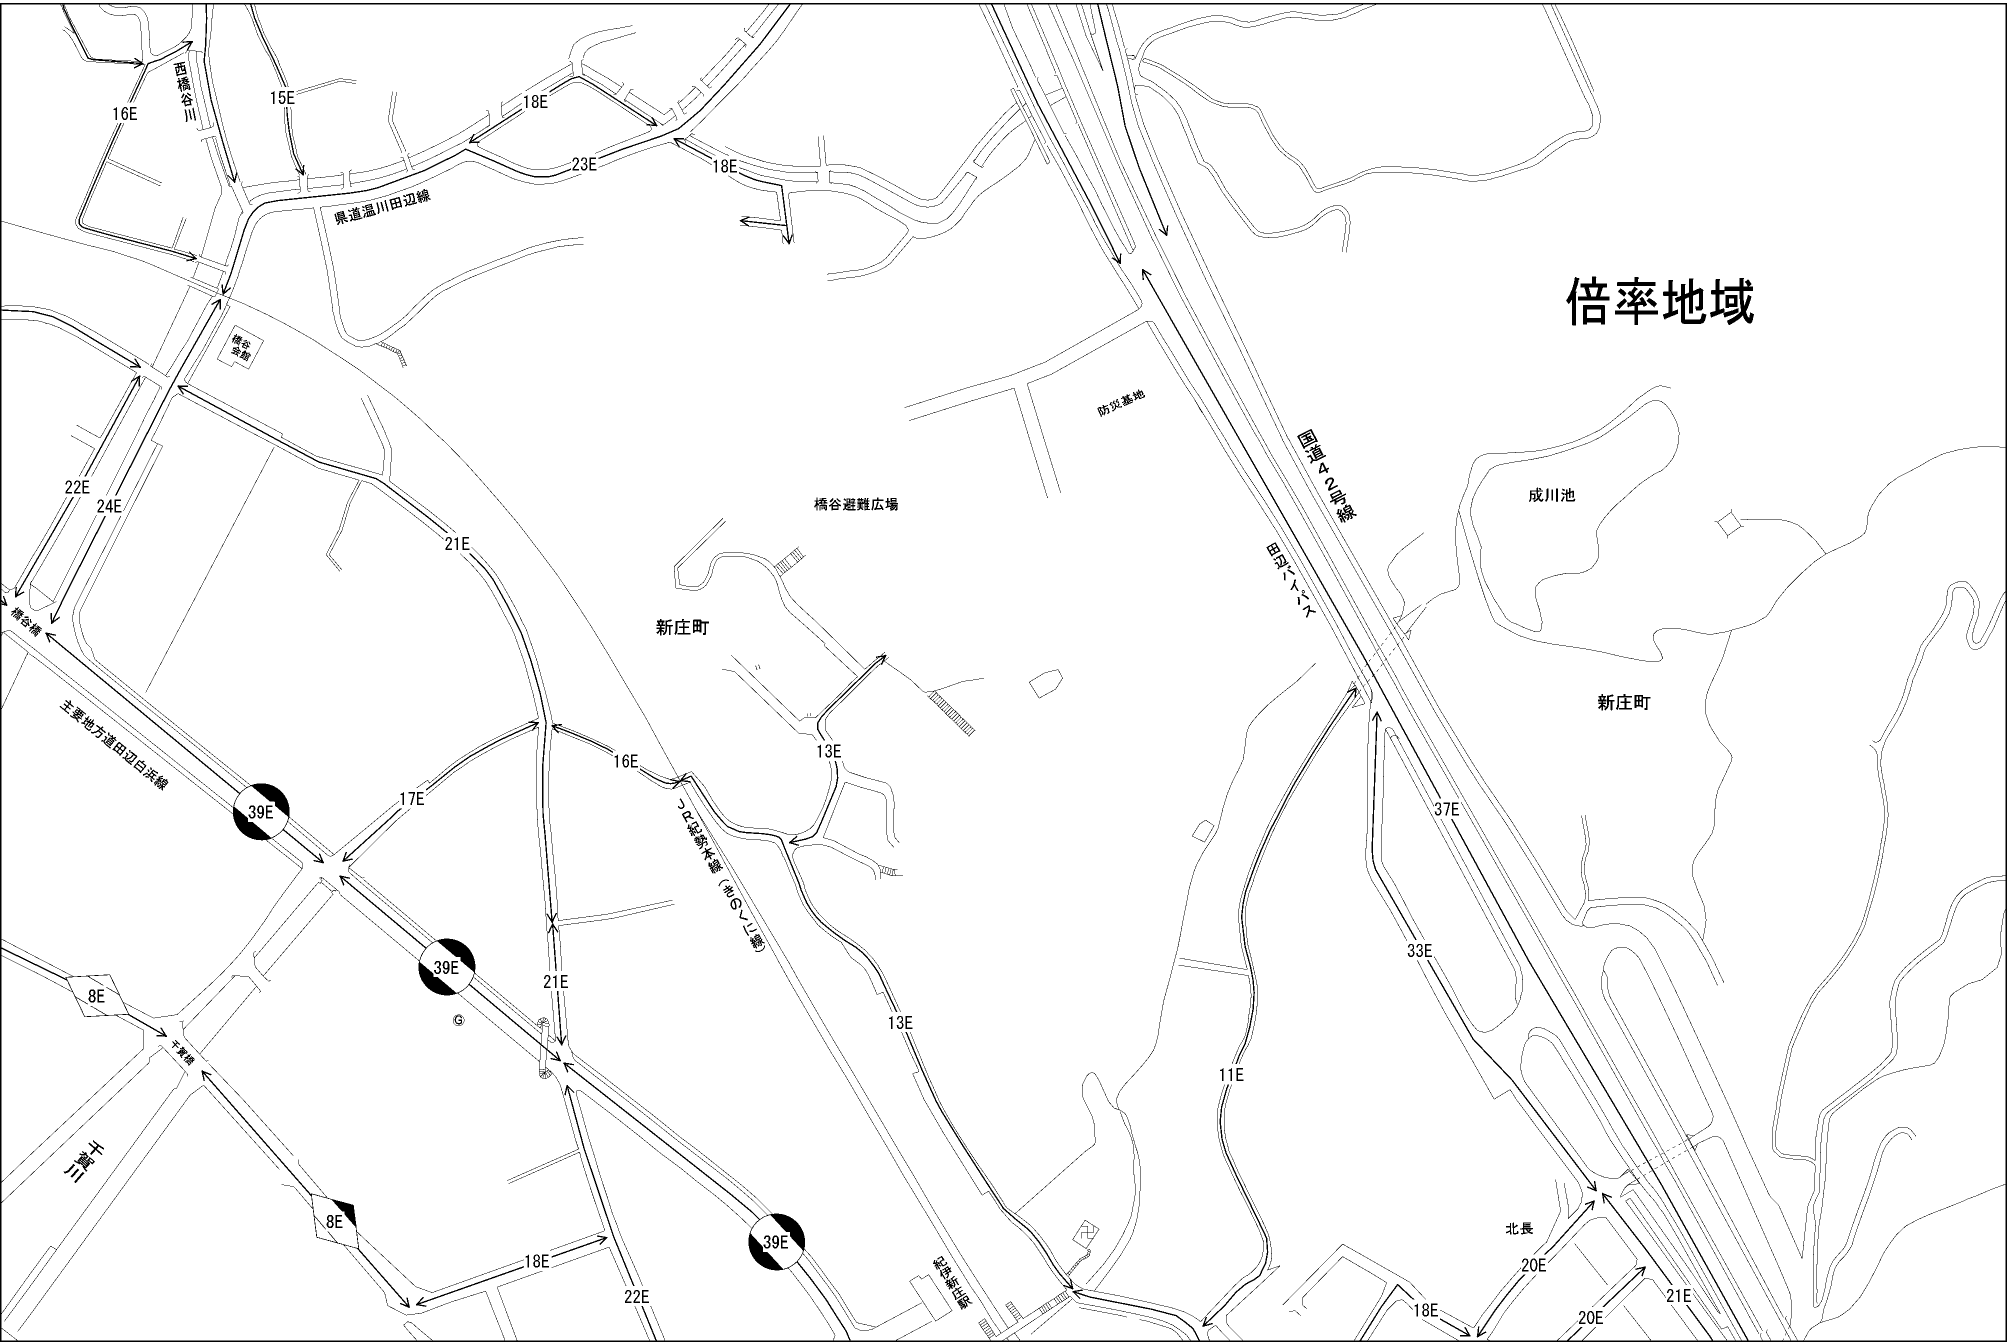 西橋谷川
15E
18E
16E
23E
18E
県道温川田辺線
倍率地域
橋谷
会館
防災基地
国道42号線
22E
24E
成川池
橋谷避難広場
21E
田辺バイパス
橋谷橋
新庄町
新庄町
主要地方道田辺白浜線
13E
16E
17E
39E
37E
JR紀勢本線(きのくに線)
33E
39E
21E
8E
G
13E
千賀橋
11E
千賀川
8E
39E
北長
18E
20E
紀伊新庄駅
22E
18E
20E
21E